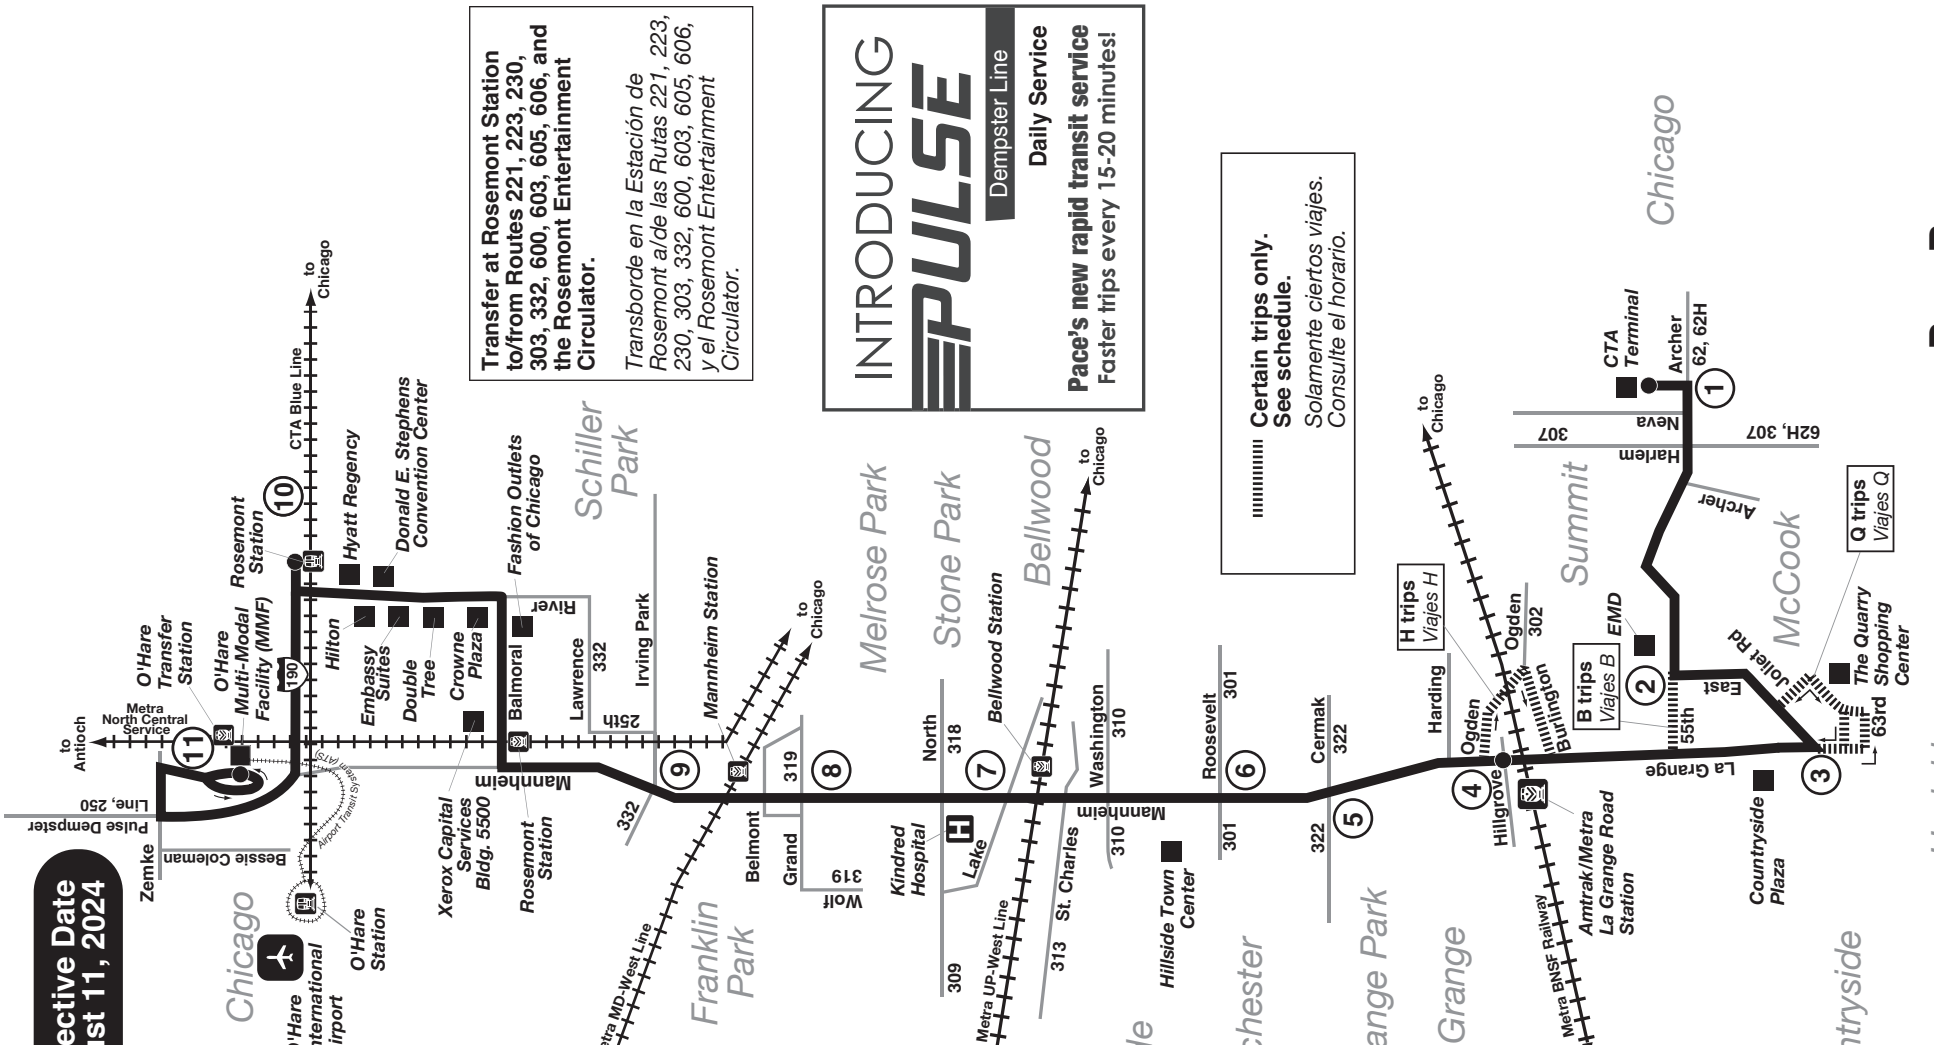 ective Date
ust 11, 2024
Chicago
O'Hare
nternational
irport
O'Hare
Station
Zemke
Bessie Coleman
Pulse Dempster
Line, 250
to
Antioch
Metra
North Central
Service
11
O'Hare
Transfer
Station
O'Hare
Multi-Modal
Facility (MMF)
Airport Transit System (ATS)
190
Rosemont
Station
10
CTA Blue Line
to
Chicago
Hyatt Regency
Donald E. Stephens
Convention Center
Hilton
Embassy
Suites
Double
Tree
Crowne
Plaza
Fashion Outlets
of Chicago
Xerox Capital
Services
Bldg. 5500
Rosemont
Station
Balmoral
Mannheim
River
Lawrence
332
25th
Irving Park
332
Schiller
Park
9
Mannheim Station
to
Chicago
to
Chicago
etra MD-West Line
Franklin
Park
Belmont
Grand
319
319
Wolf
8
Melrose Park
Kindred
Hospital
H
North
318
309
7
Stone Park
Lake
Bellwood Station
Bellwood
to
Chicago
Metra UP-West Line
St. Charles
313
Washington
310
310
Mannheim
Hillside Town
Center
de
Roosevelt
301
301
6
chester
Cermak
322
322
5
ange Park
Harding
Grange
4
Hillgrove
Ogden
Ogden
302
Burlington
H trips
Viajes H
to
Chicago
Amtrak/Metra
La Grange Road
Station
Metra BNSF Railway
B trips
Viajes B
55th
La Grange
2
EMD
East
Joliet Rd
Summit
McCook
Countryside
Plaza
3
63rd
The Quarry
Shopping
Center
Q trips
Viajes Q
ntryside
Archer
Harlem
307
62H, 307
Neva
CTA
Terminal
Archer
62, 62H
1
Chicago
Transfer at Rosemont Station
to/from Routes 221, 223, 230,
303, 332, 600, 603, 605, 606, and
the Rosemont Entertainment
Circulator.
Transborde en la Estación de
Rosemont a/de las Rutas 221, 223,
230, 303, 332, 600, 603, 605, 606,
y el Rosemont Entertainment
Circulator.
INTRODUCING
PULSE
Dempster Line
Daily Service
Pace's new rapid transit service
Faster trips every 15-20 minutes!
Certain trips only.
See schedule.
Solamente ciertos viajes.
Consulte el horario.